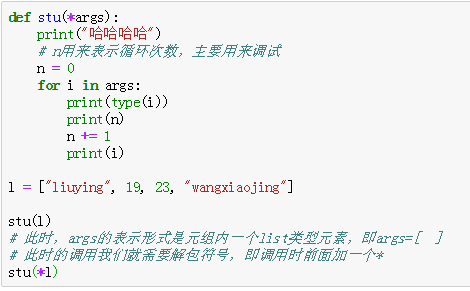 def stu(*args):
    print("哈哈哈哈")
    # n用来表示循环次数，主要用来调试
    n = 0
    for i in args:
        print(type(i))
        print(n)
        n += 1
        print(i)
l = ["liuying", 19, 23, "wangxiaojing"]
stu(l)
# 此时，args的表示形式是元组内一个list类型元素，即args=[  ]
# 此时的调用我们就需要解包符号，即调用时前面加一个*
stu(*l)